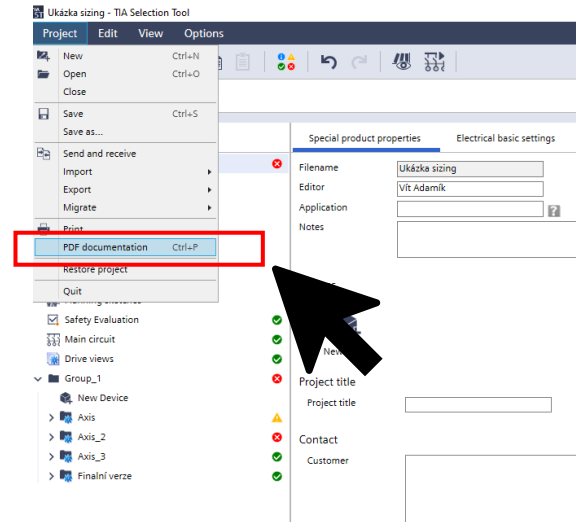 Ukázka sizing - TIA Selection Tool
Project Edit View Options
New Ctrl+N
Open Ctrl+O
Close
Save Ctrl+S
Save as...
Send and receive
Import
Export
Migrate
Print
PDF documentation Ctrl+P
Restore project
Quit
Safety Evaluation
Main circuit
Drive views
Group_1
New Device
Axis
Axis_2
Axis_3
Finalní verze
Special product properties Electrical basic settings
Filename Ukázka sizing
Editor Vít Adamík
Application
Notes
New
Project title
Project title
Contact
Customer